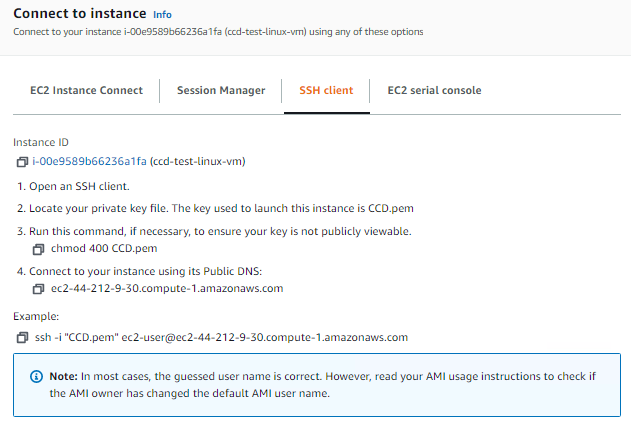 Connect to instance Info
Connect to your instance i-00e9589b66236a1fa (ccd-test-linux-vm) using any of these options
EC2 Instance Connect Session Manager SSH client EC2 serial console
Instance ID
i-00e9589b66236a1fa (ccd-test-linux-vm)
1. Open an SSH client.
2. Locate your private key file. The key used to launch this instance is CCD.pem
3. Run this command, if necessary, to ensure your key is not publicly viewable.
chmod 400 CCD.pem
4. Connect to your instance using its Public DNS:
ec2-44-212-9-30.compute-1.amazonaws.com
Example:
ssh -i "CCD.pem" ec2-user@ec2-44-212-9-30.compute-1.amazonaws.com
Note: In most cases, the guessed user name is correct. However, read your AMI usage instructions to check if
the AMI owner has changed the default AMI user name.